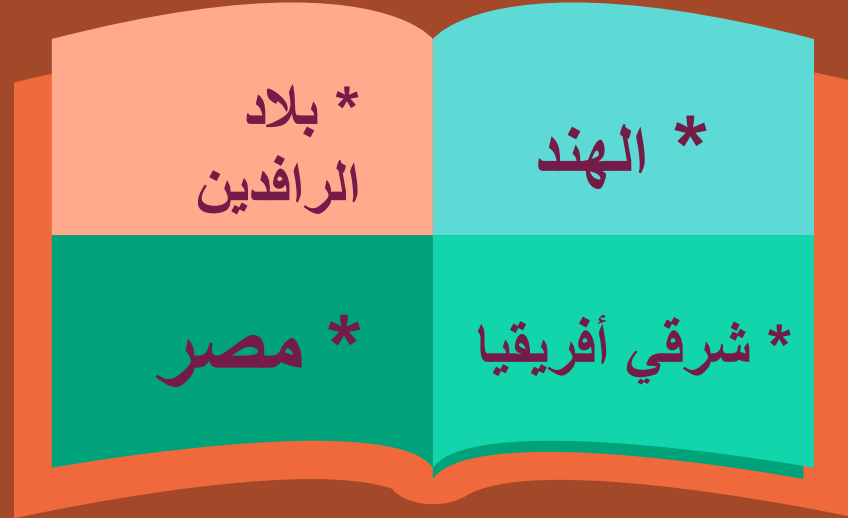 * الهند
* بلاد
الرافدين
* شرقي أفريقيا
* مصر